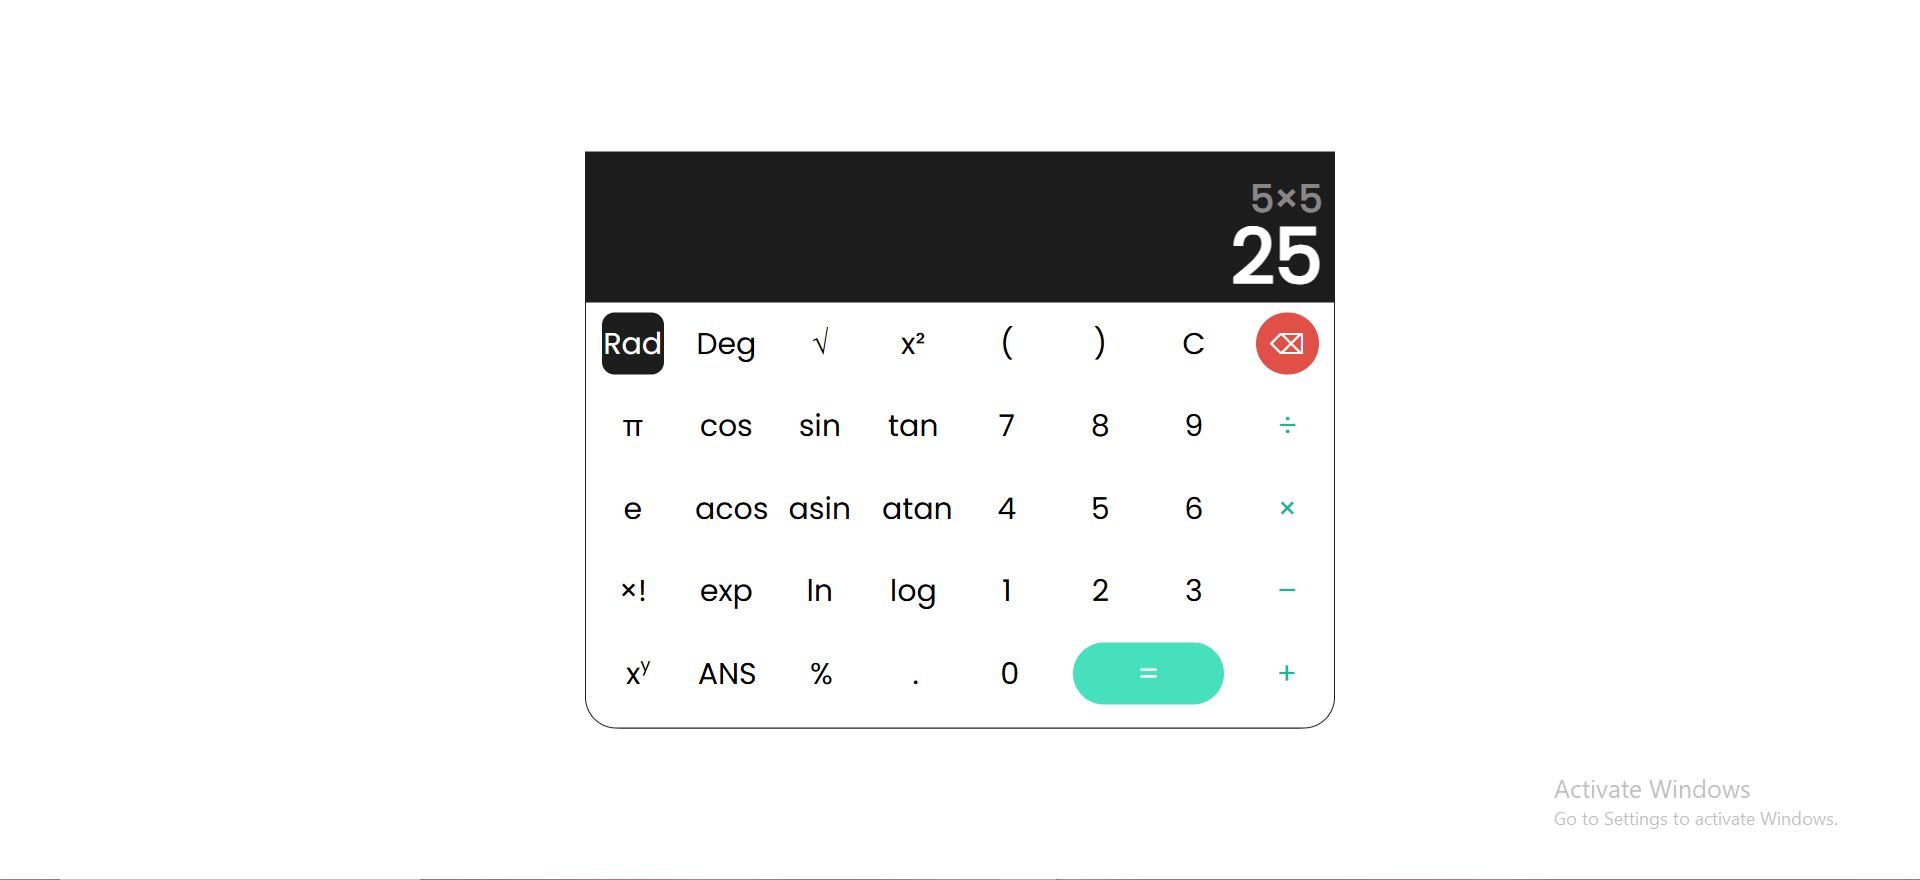 5×5
25
Rad Deg √ x² ( ) C ⌫
π cos sin tan 7 8 9 ÷
e acos asin atan 4 5 6 ×
×! exp ln log 1 2 3 −
xʸ ANS % . 0 = +
Activate Windows
Go to Settings to activate Windows.